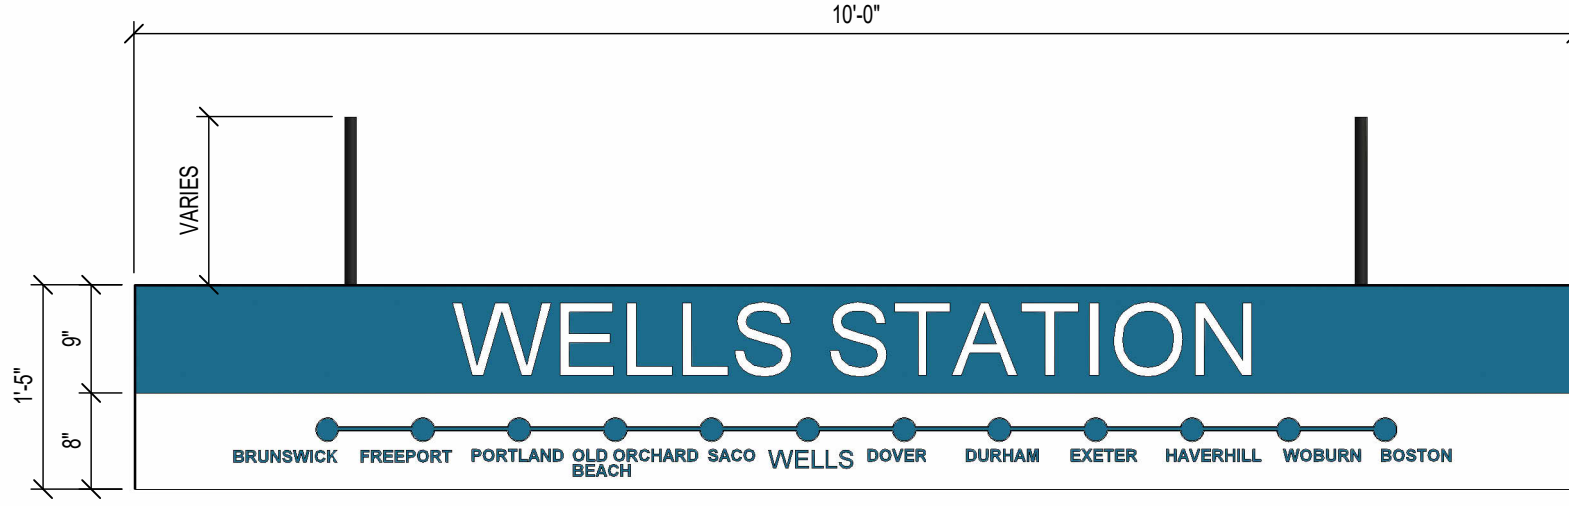 10'-0"
VARIES
WELLS STATION
9"
1'-5"
8"
BRUNSWICK FREEPORT PORTLAND OLD ORCHARD BEACH SACO WELLS DOVER DURHAM EXETER HAVERHILL WOBURN BOSTON